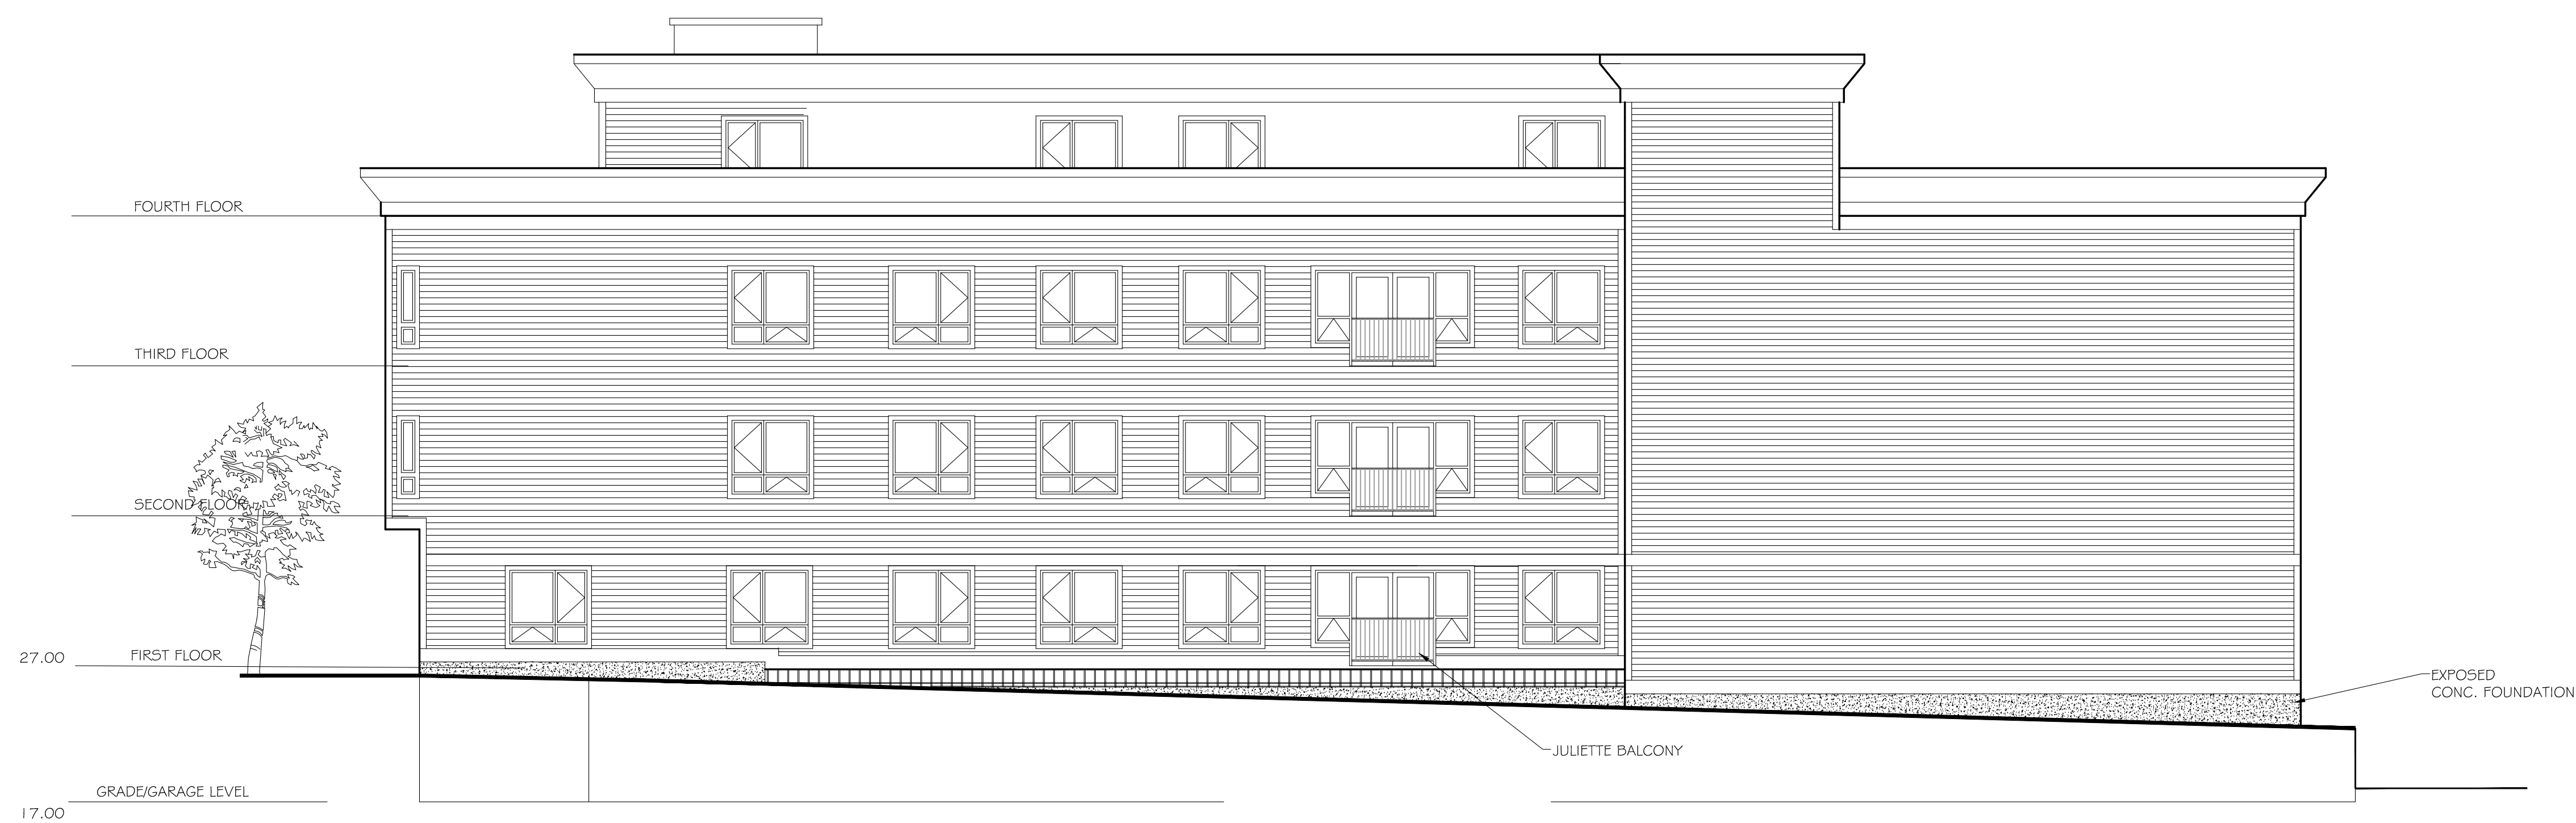 FOURTH FLOOR
THIRD FLOOR
SECOND FLOOR
27.00
FIRST FLOOR
EXPOSED
CONC. FOUNDATION
JULIETTE BALCONY
GRADE/GARAGE LEVEL
17.00